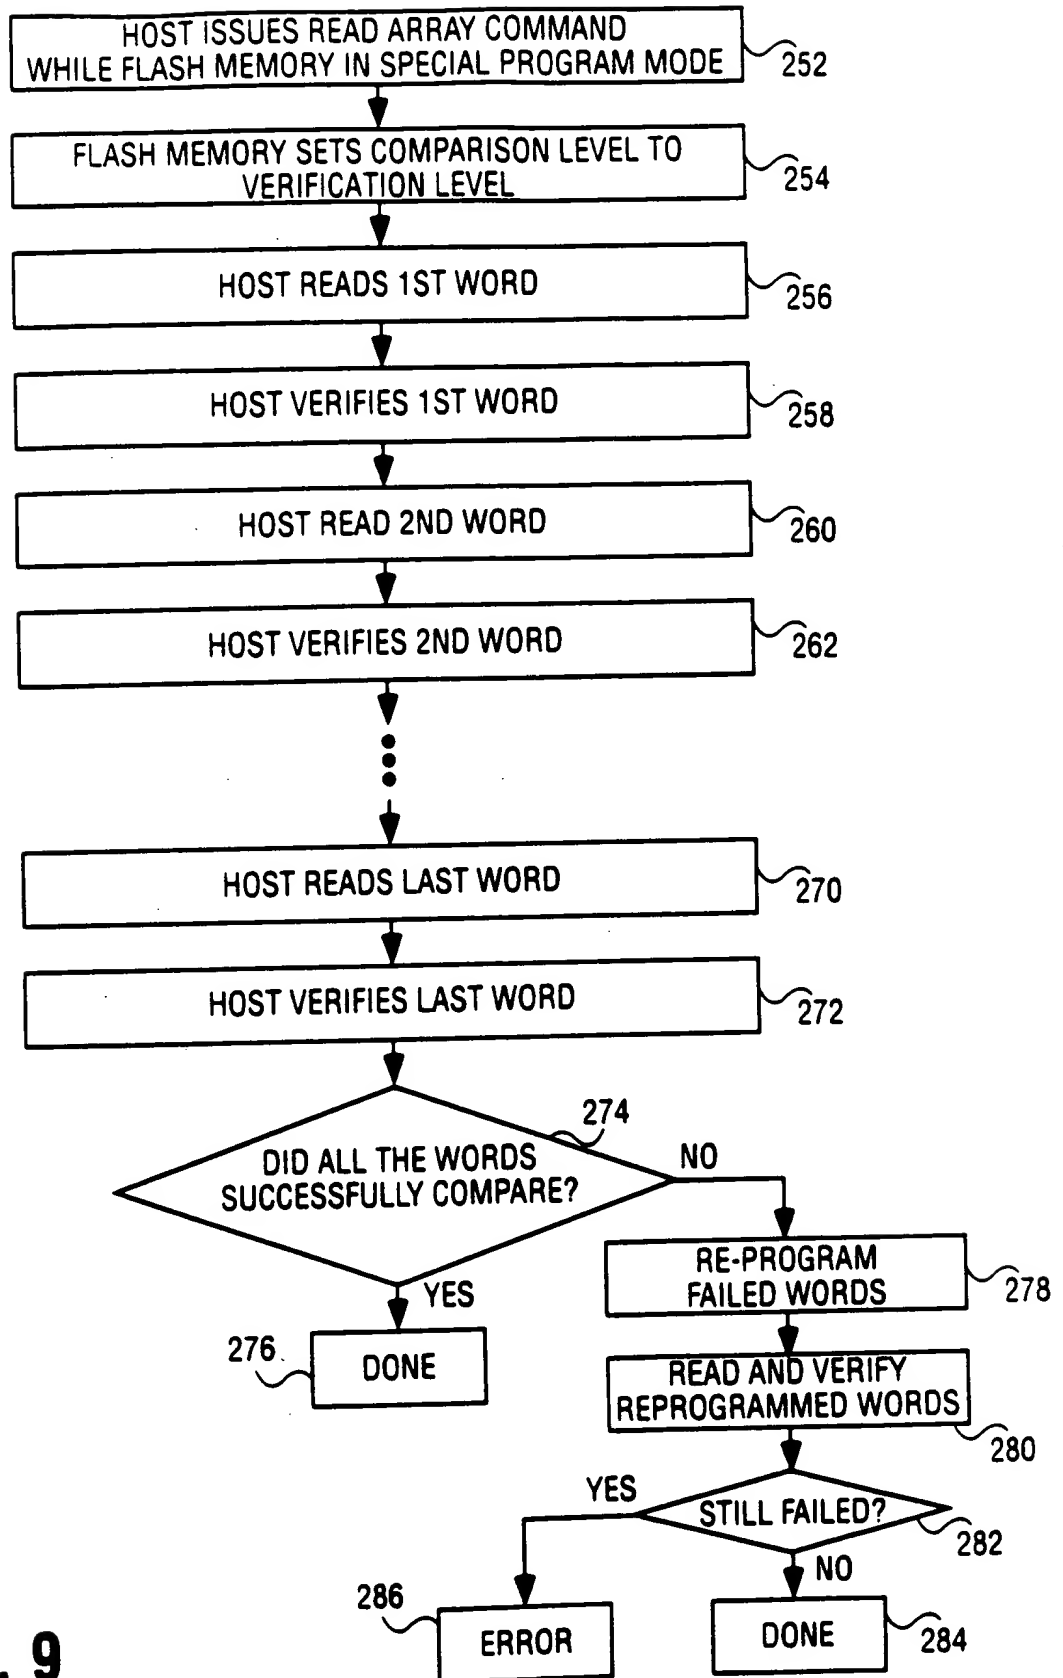 HOST ISSUES READ ARRAY COMMAND
WHILE FLASH MEMORY IN SPECIAL PROGRAM MODE
252
FLASH MEMORY SETS COMPARISON LEVEL TO
VERIFICATION LEVEL
254
HOST READS 1ST WORD
256
HOST VERIFIES 1ST WORD
258
HOST READ 2ND WORD
260
HOST VERIFIES 2ND WORD
262
HOST READS LAST WORD
270
HOST VERIFIES LAST WORD
272
274
DID ALL THE WORDS
SUCCESSFULLY COMPARE?
NO
YES
RE-PROGRAM
FAILED WORDS
278
276
DONE
READ AND VERIFY
REPROGRAMMED WORDS
280
YES
STILL FAILED?
282
NO
286
ERROR
DONE
284
. 9